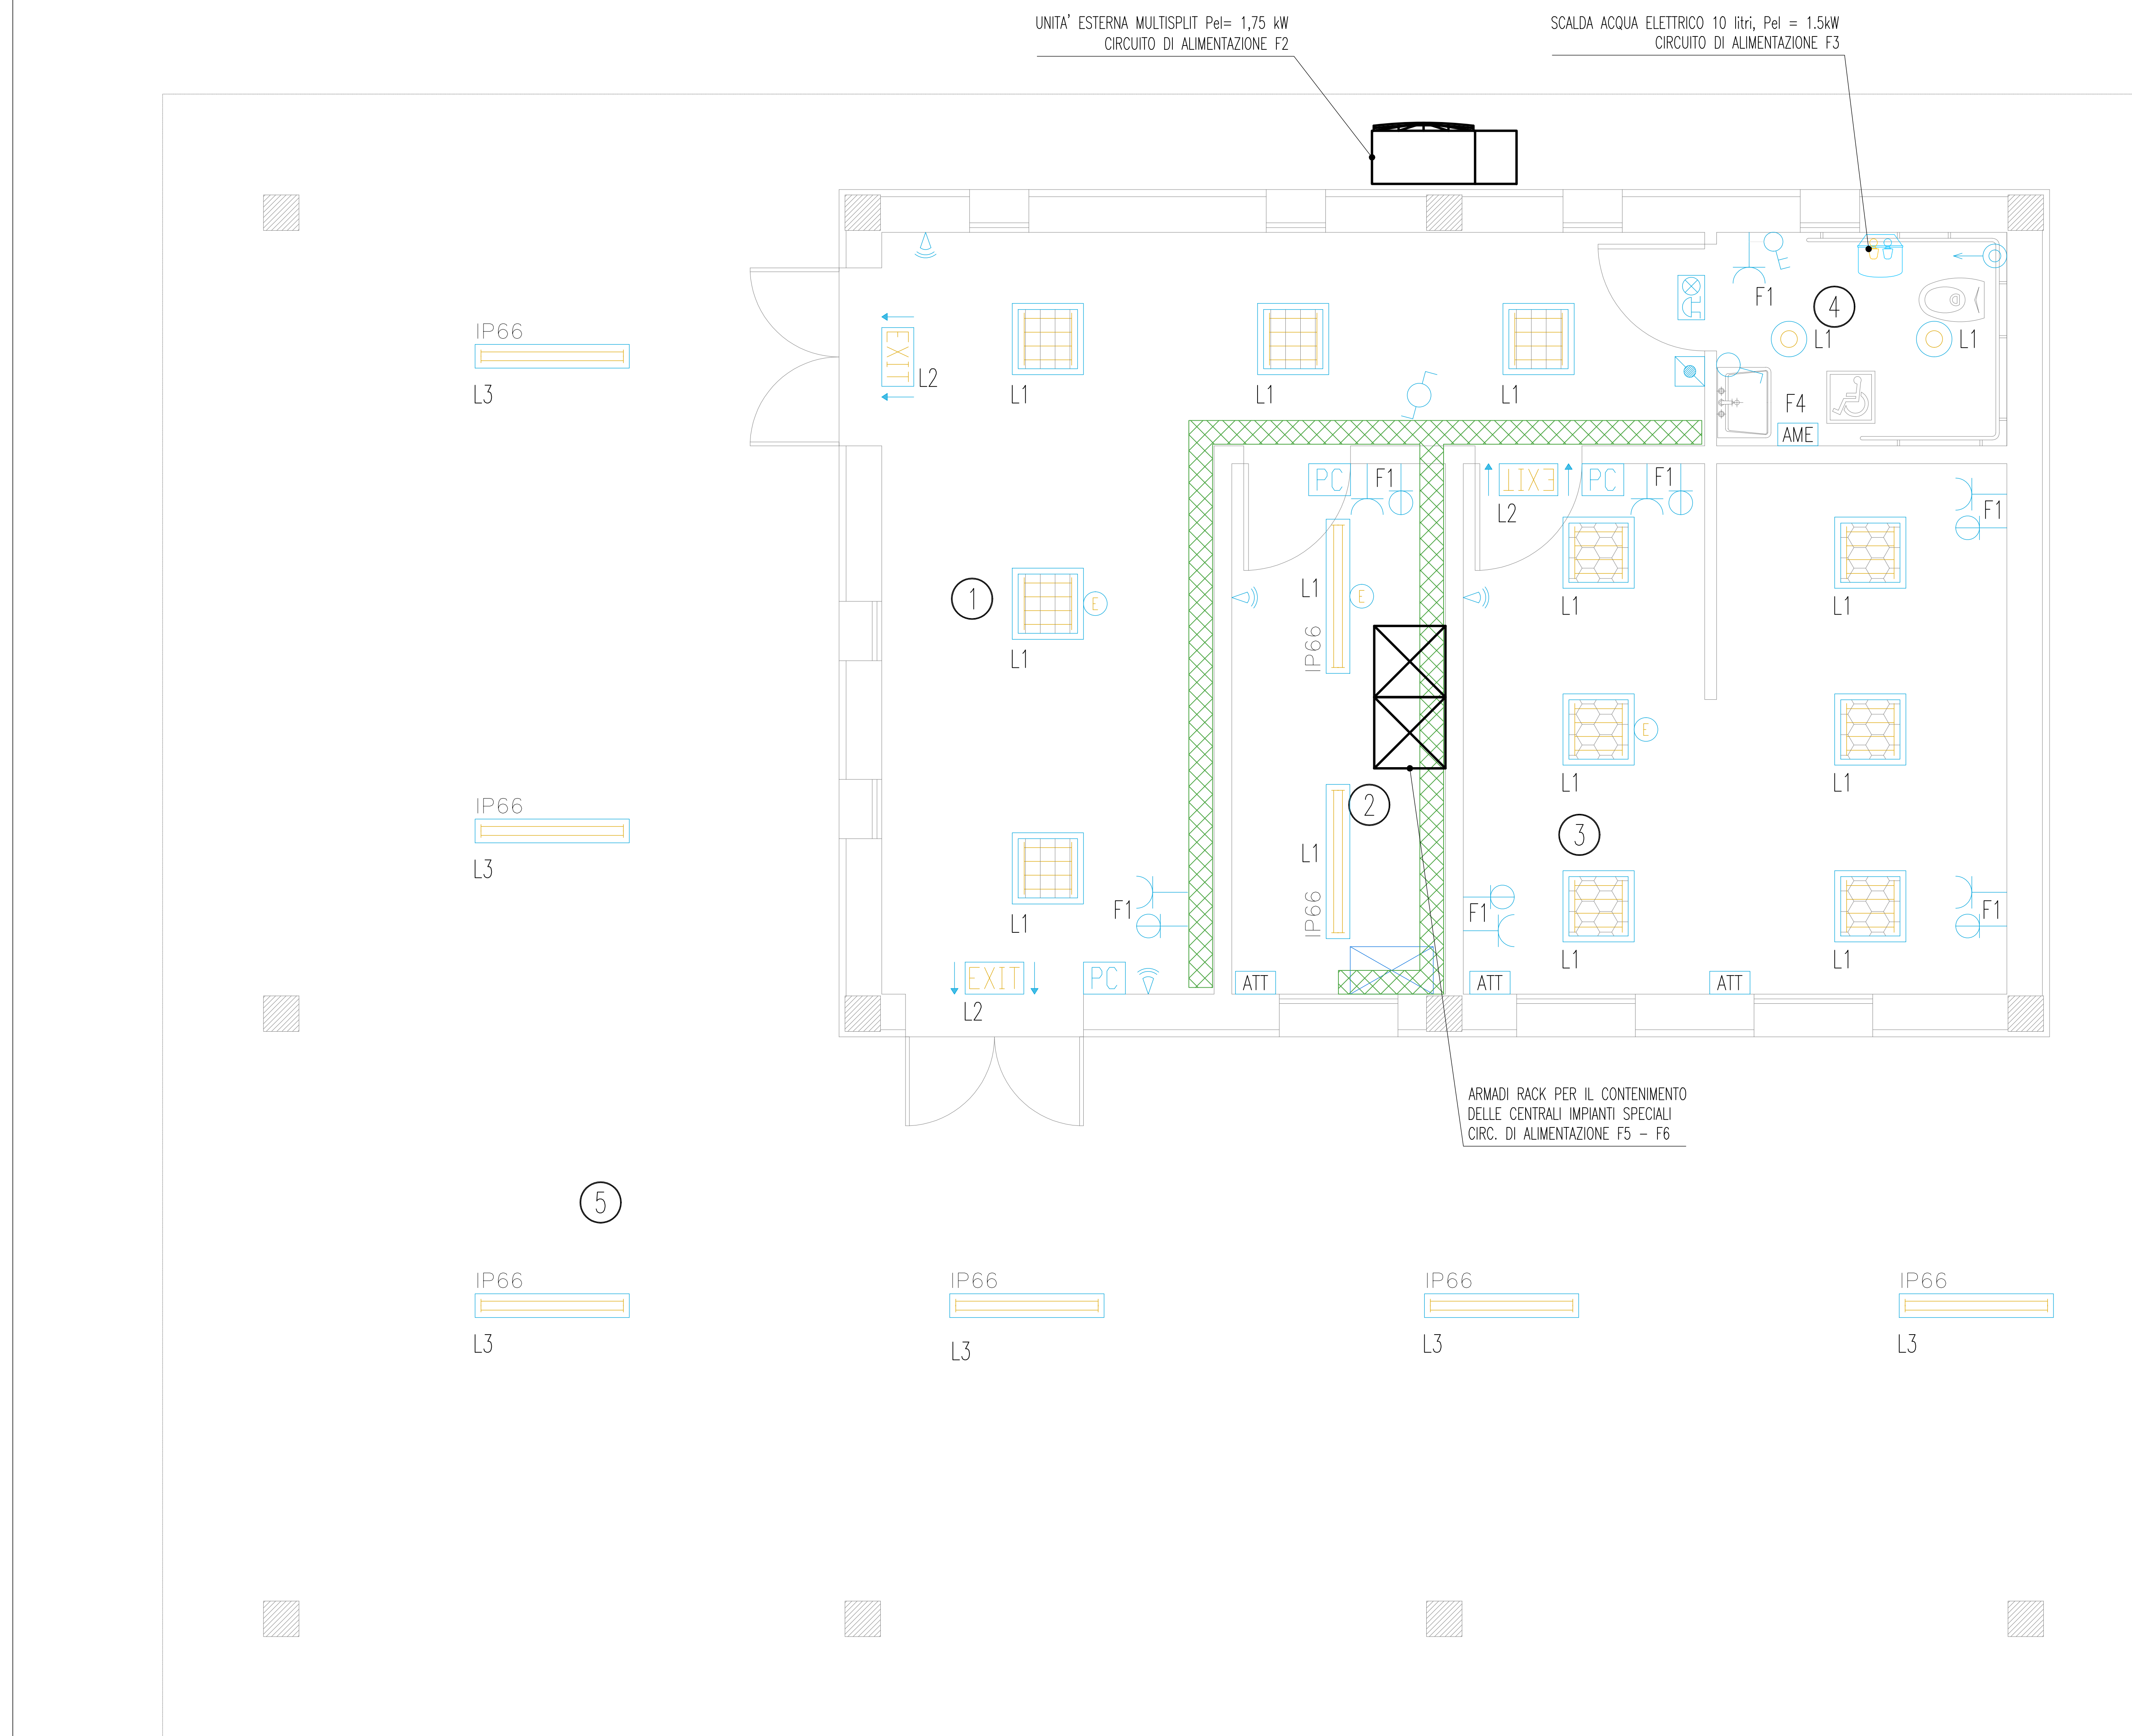 UNITA' ESTERNA MULTISPLIT Pel= 1,75 kW
CIRCUITO DI ALIMENTAZIONE F2
SCALDA ACQUA ELETTRICO 10 litri, Pel = 1.5kW
CIRCUITO DI ALIMENTAZIONE F3
F1
4
IP66
L3
EXIT
L2
L1
L1
L1
L1
L1
F4
AME
PC
F1
EXIT
L2
PC
F1
F1
1
E
L1
L1
E
IP66
L1
L1
E
L1
L1
2
3
IP66
L3
L1
IP66
L1
F1
F1
L1
L1
F1
EXIT
L2
PC
ATT
ATT
ATT
ARMADI RACK PER IL CONTENIMENTO
DELLE CENTRALI IMPIANTI SPECIALI
CIRC. DI ALIMENTAZIONE F5 - F6
5
IP66
L3
IP66
L3
IP66
L3
IP66
L3